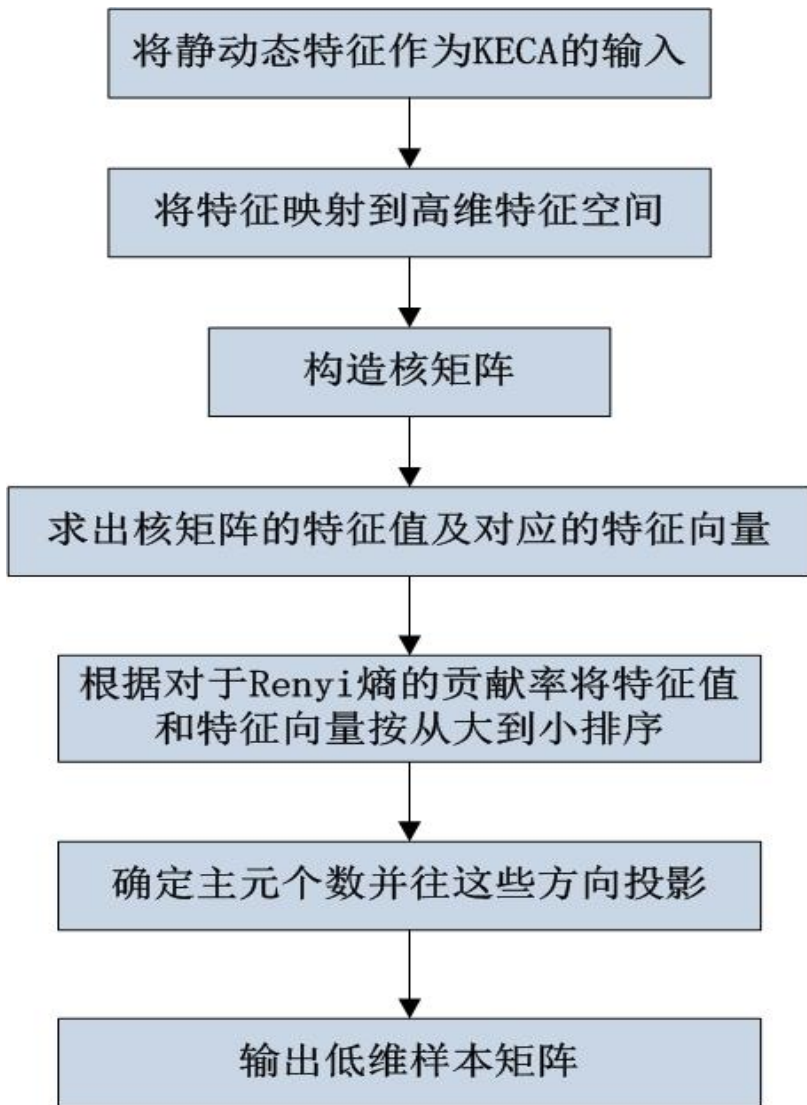 将静动态特征作为KECA的输入
将特征映射到高维特征空间
构造核矩阵
求出核矩阵的特征值及对应的特征向量
根据对于Renyi熵的贡献率将特征值
和特征向量按从大到小排序
确定主元个数并往这些方向投影
输出低维样本矩阵